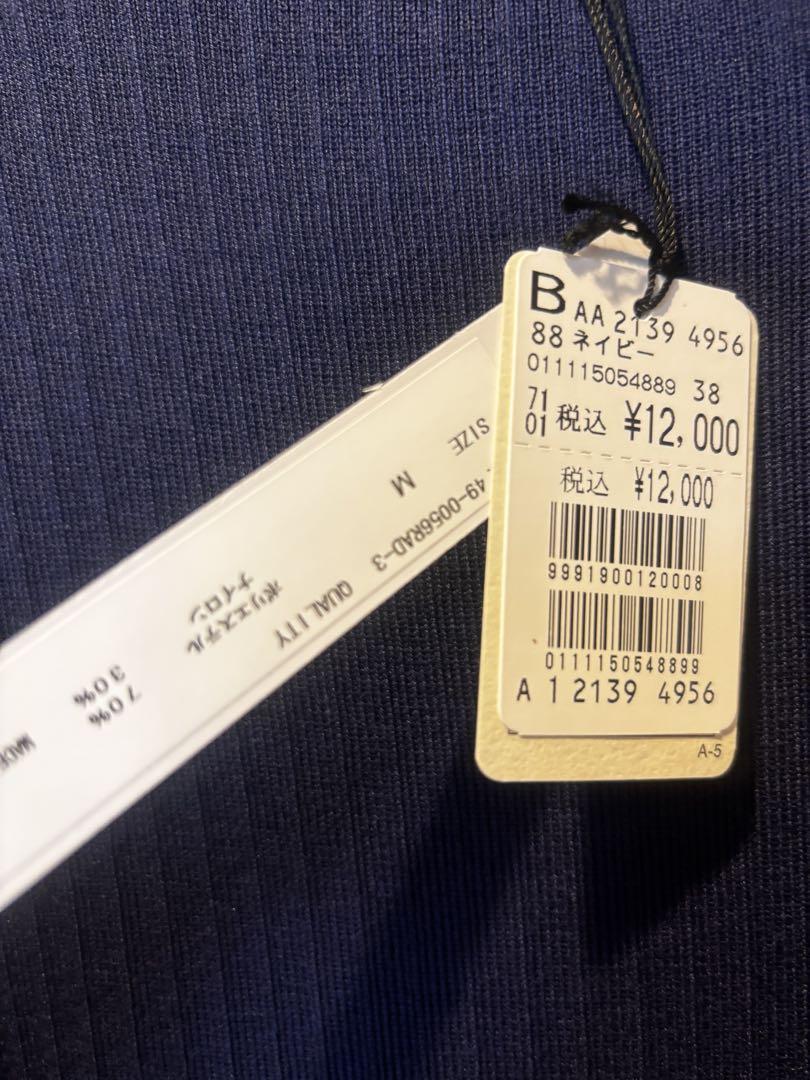 B AA 2139 4956
88 ネイビー
011115054889 38
71
01 税込 ¥12,000
税込 ¥12,000
9991900120008
0111150548899
A 1 2139 4956
A-5
49-0056RAD-3
SIZE
M
QUALITY
ポリエステル 70%
ナイロン 30%